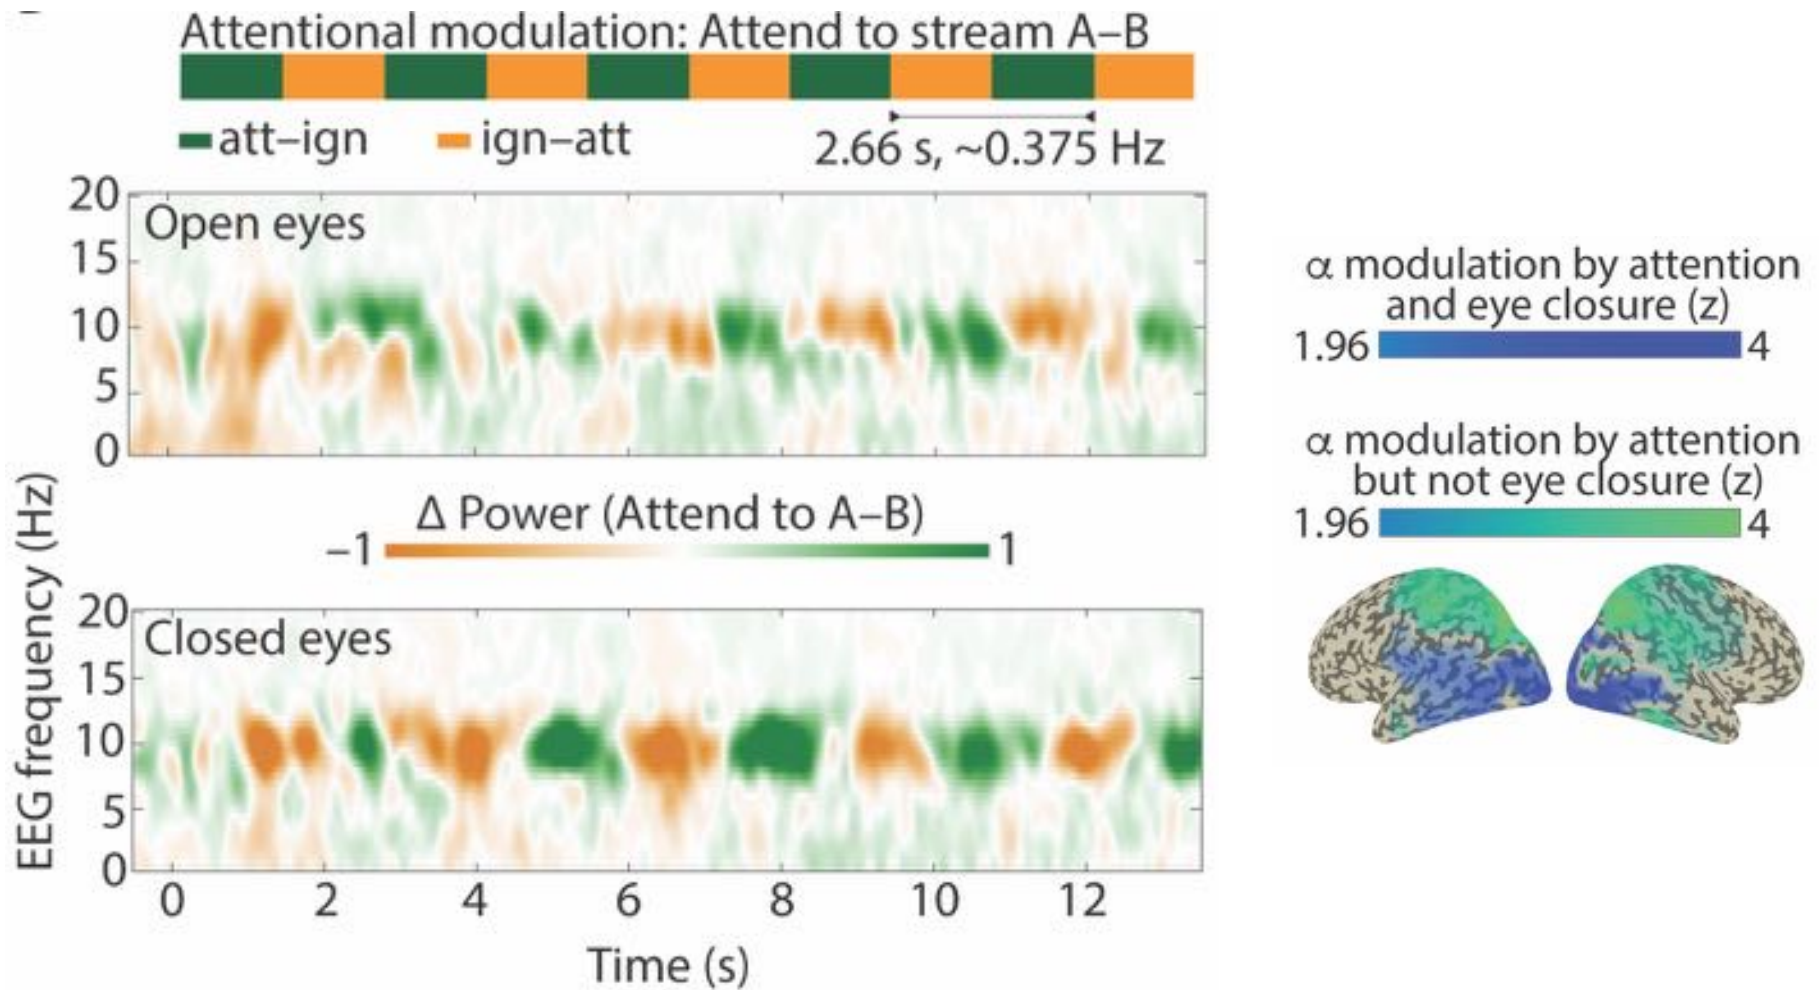 Attentional modulation: Attend to stream A–B
att–ign
ign–att
2.66 s, ~0.375 Hz
20
15
10
5
0
Open eyes
Δ Power (Attend to A–B)
–1
1
EEG frequency (Hz)
20
15
10
5
0
Closed eyes
0
2
4
6
8
10
12
Time (s)
α modulation by attention
and eye closure (z)
1.96
4
α modulation by attention
but not eye closure (z)
1.96
4